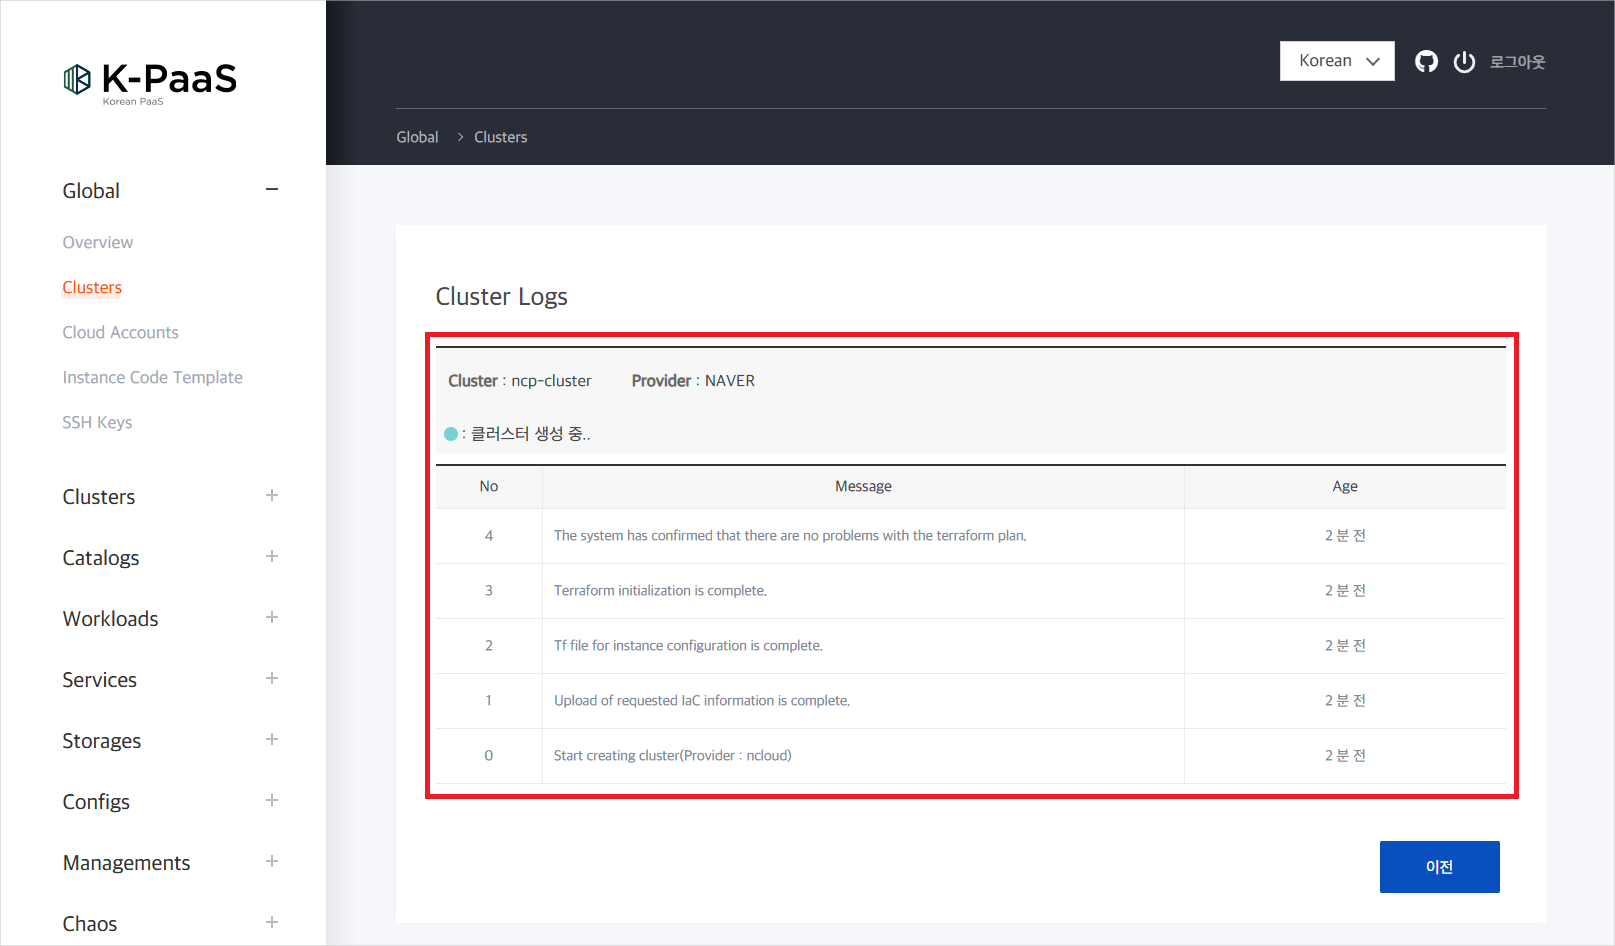 K-PaaS
Korean PaaS
Korean
로그아웃
Global > Clusters
Global
Overview
Clusters
Cloud Accounts
Instance Code Template
SSH Keys
Clusters
Catalogs
Workloads
Services
Storages
Configs
Managements
Chaos
Cluster Logs
Cluster : ncp-cluster Provider : NAVER
: 클러스터 생성 중..
No Message Age
4 The system has confirmed that there are no problems with the terraform plan. 2 분 전
3 Terraform initialization is complete. 2 분 전
2 Tf file for instance configuration is complete. 2 분 전
1 Upload of requested IaC information is complete. 2 분 전
0 Start creating cluster(Provider : ncloud) 2 분 전
이전